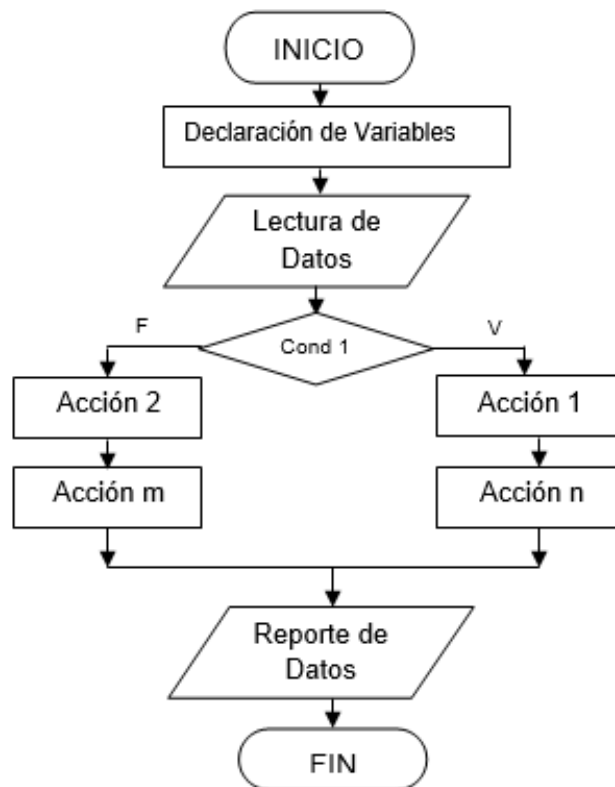 INICIO
Declaración de Variables
Lectura de
Datos
F
Cond 1
V
Acción 2
Acción 1
Acción m
Acción n
Reporte de
Datos
FIN